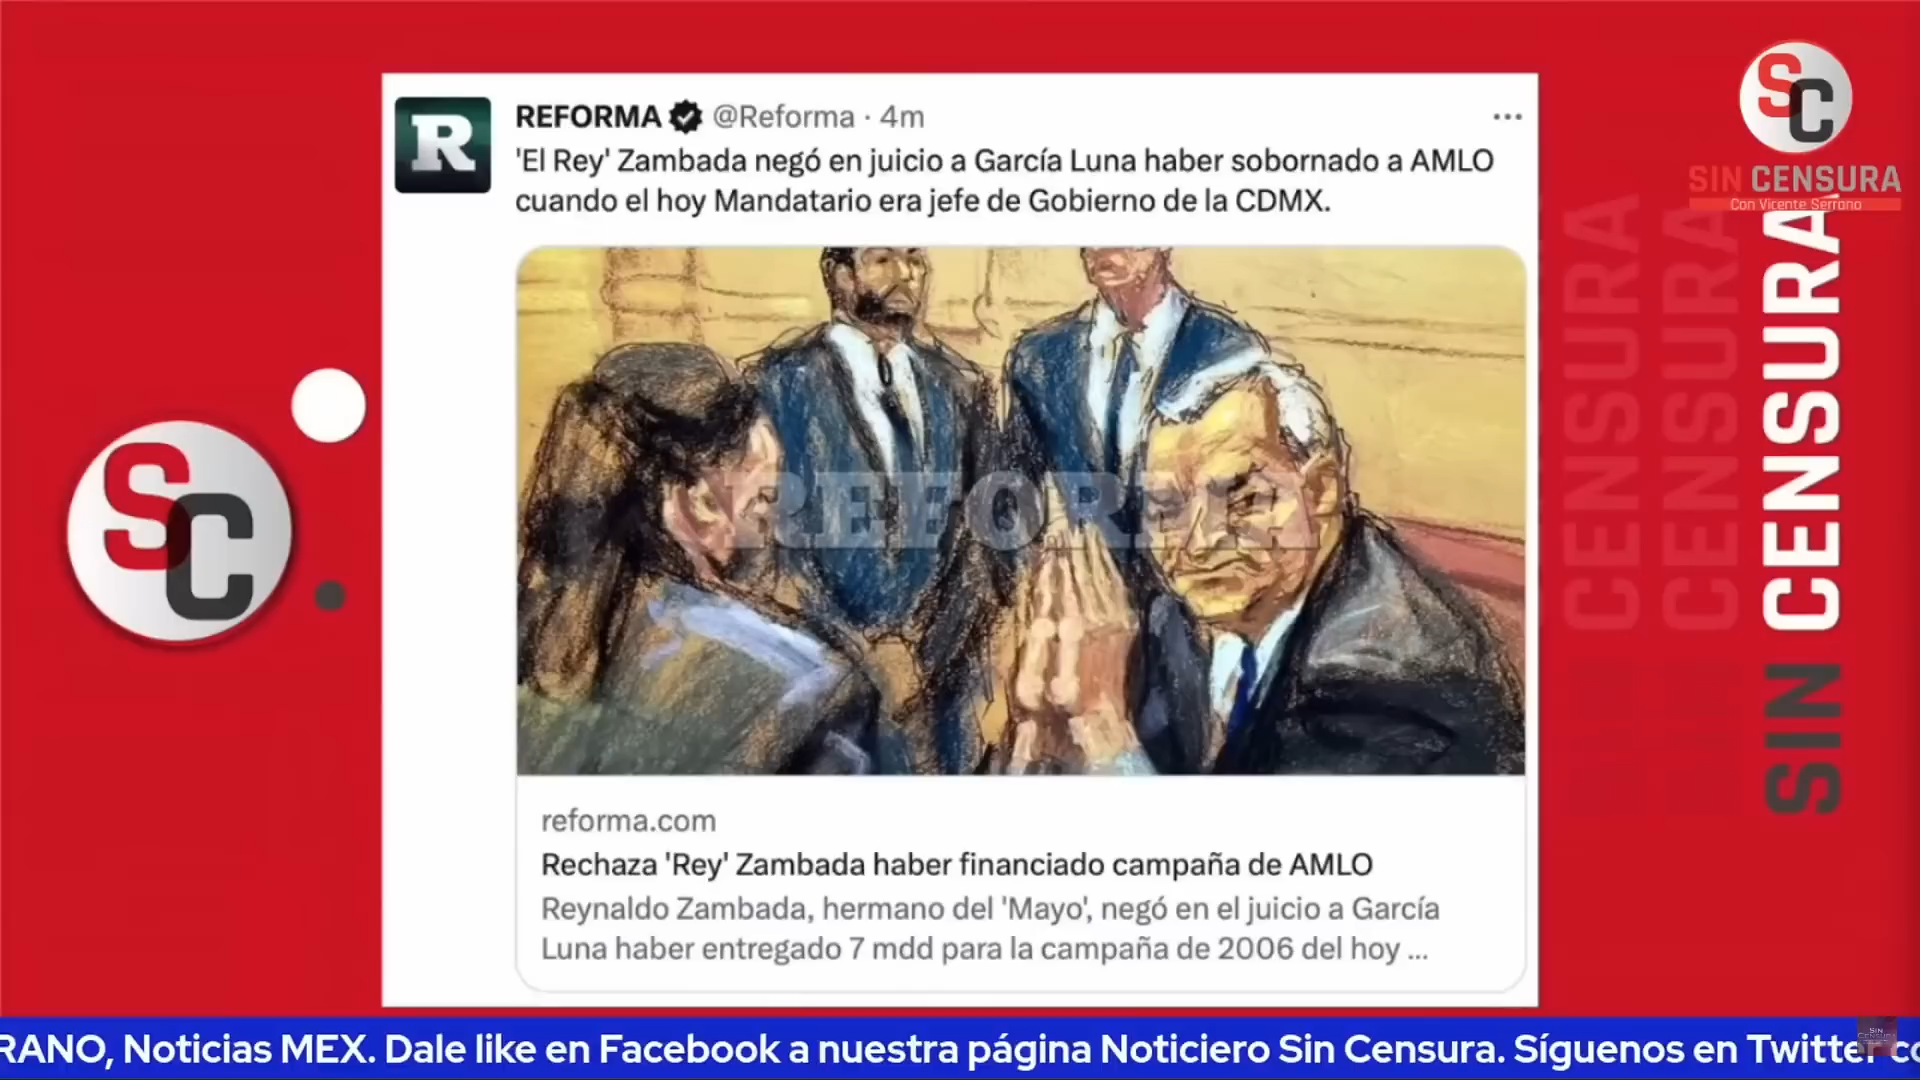 REFORMA @Reforma · 4m
'El Rey' Zambada negó en juicio a García Luna haber sobornado a AMLO
cuando el hoy Mandatario era jefe de Gobierno de la CDMX.
R
REFORMA
reforma.com
Rechaza 'Rey' Zambada haber financiado campaña de AMLO
Reynaldo Zambada, hermano del 'Mayo', negó en el juicio a García
Luna haber entregado 7 mdd para la campaña de 2006 del hoy ...
SC
SC
SIN CENSURA
Con Vicente Serrano
SIN CENSURA
CENSURA
CENSURA
RANO, Noticias MEX. Dale like en Facebook a nuestra página Noticiero Sin Censura. Síguenos en Twitter co
SIN
CENSURA